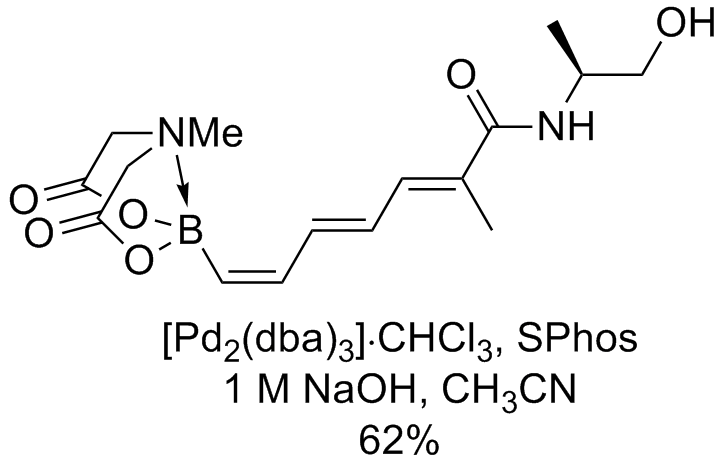 OH
O
NH
NMe
O
O
B
O
O
[Pd₂(dba)₃]·CHCl₃, SPhos
1 M NaOH, CH₃CN
62%